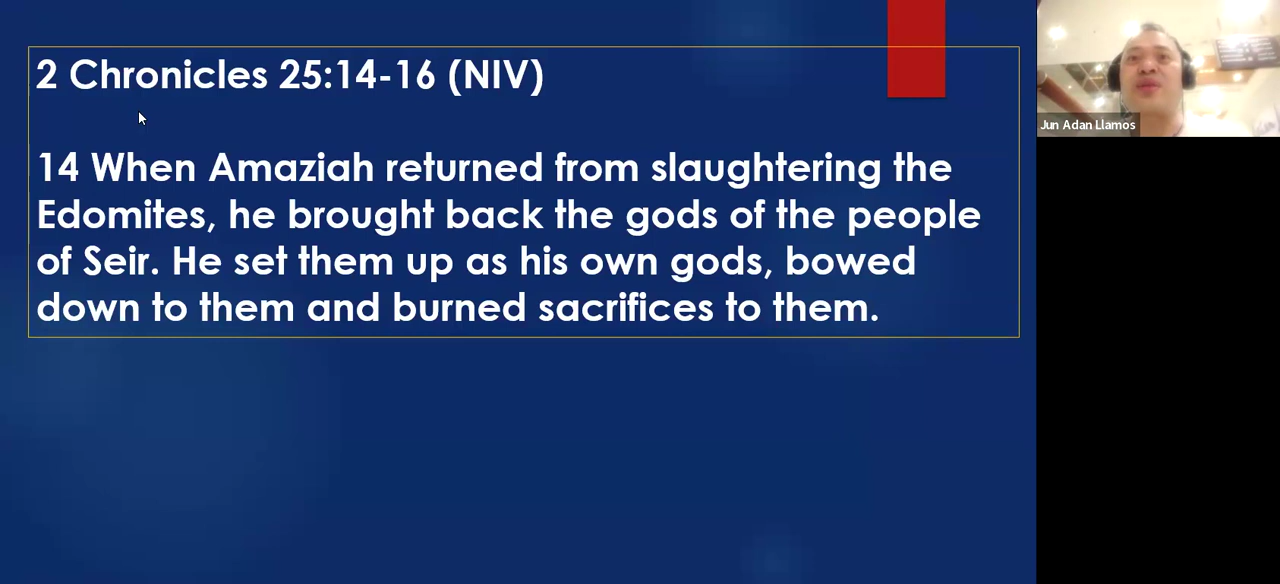 2 Chronicles 25:14-16 (NIV)
14 When Amaziah returned from slaughtering the
Edomites, he brought back the gods of the people
of Seir. He set them up as his own gods, bowed
down to them and burned sacrifices to them.
Jun Adan Llamos